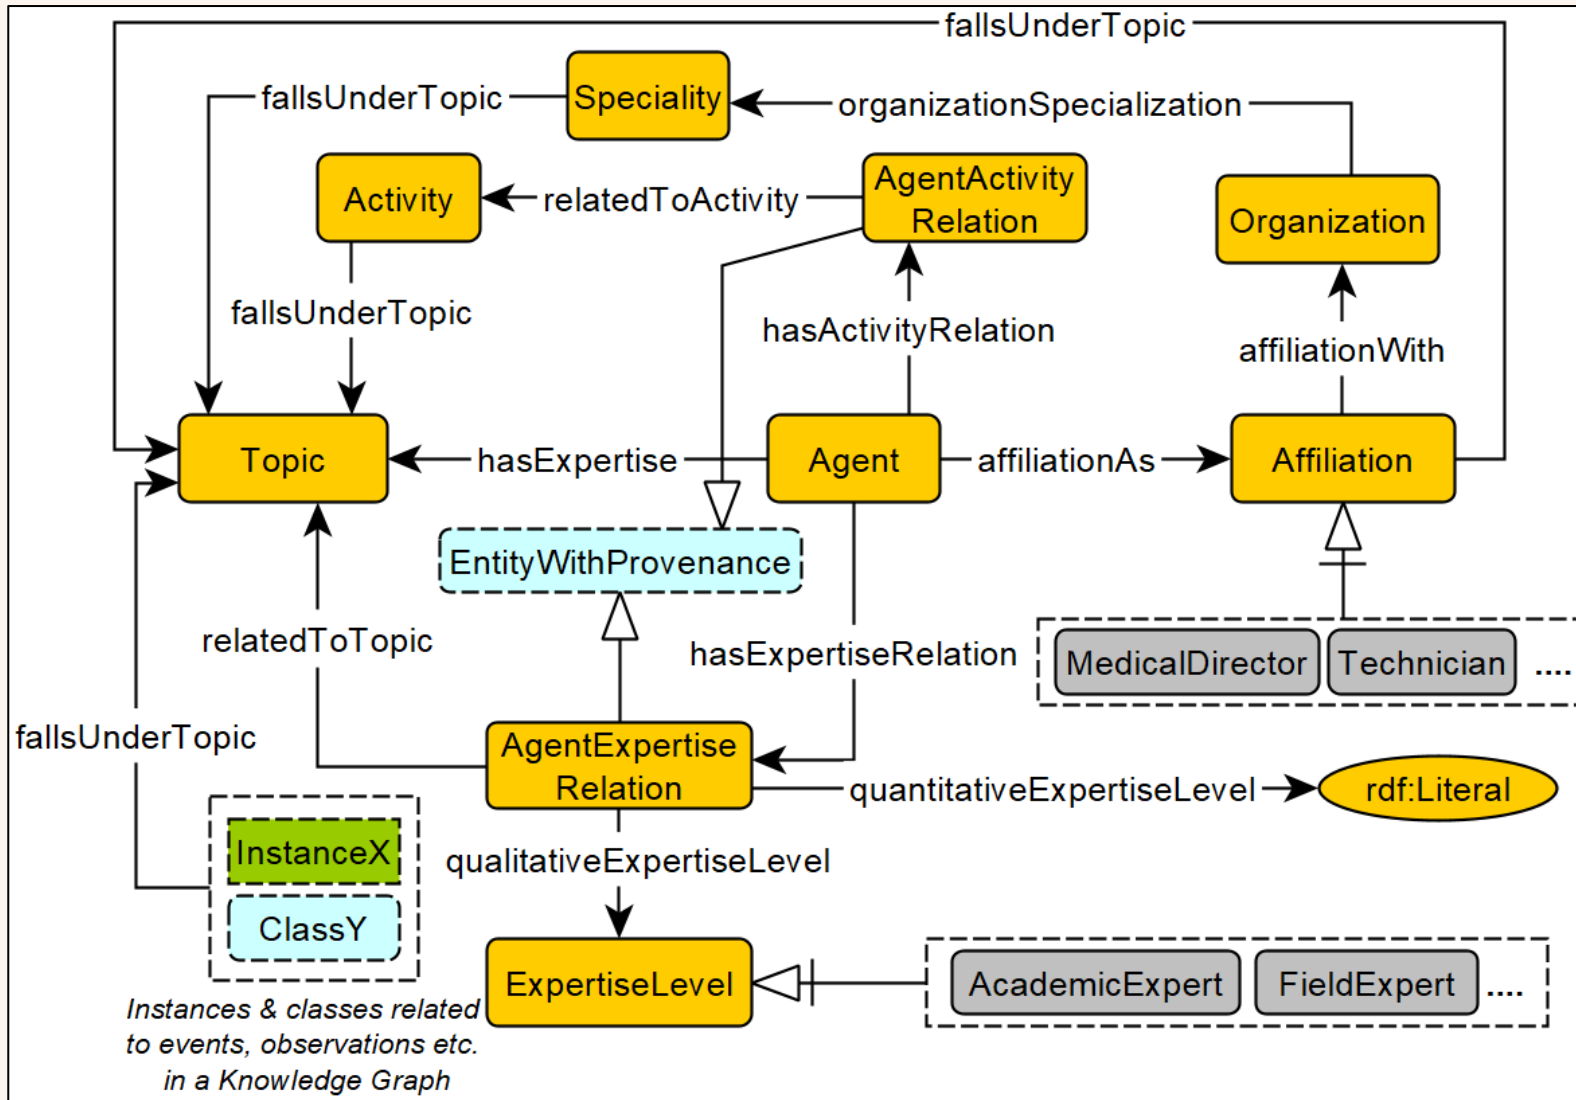 fallsUnderTopic
fallsUnderTopic
Speciality
organizationSpecialization
Activity
relatedToActivity
AgentActivity
Relation
Organization
fallsUnderTopic
hasActivityRelation
affiliationWith
Topic
hasExpertise
Agent
affiliationAs
Affiliation
EntityWithProvenance
relatedToTopic
hasExpertiseRelation
MedicalDirector
Technician
....
fallsUnderTopic
AgentExpertise
Relation
quantitativeExpertiseLevel
rdf:Literal
InstanceX
qualitativeExpertiseLevel
ClassY
ExpertiseLevel
AcademicExpert
FieldExpert
....
Instances & classes related
to events, observations etc.
in a Knowledge Graph